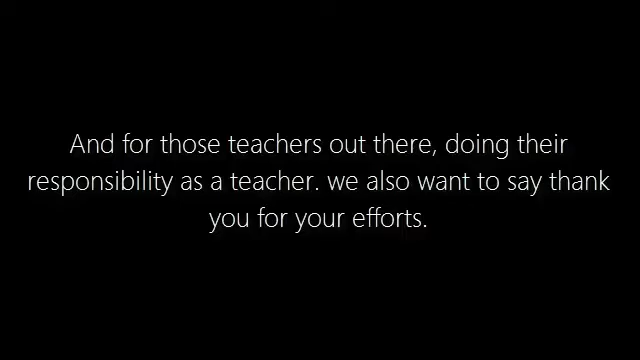 And for those teachers out there, doing their
responsibility as a teacher. we also want to say thank
you for your efforts.